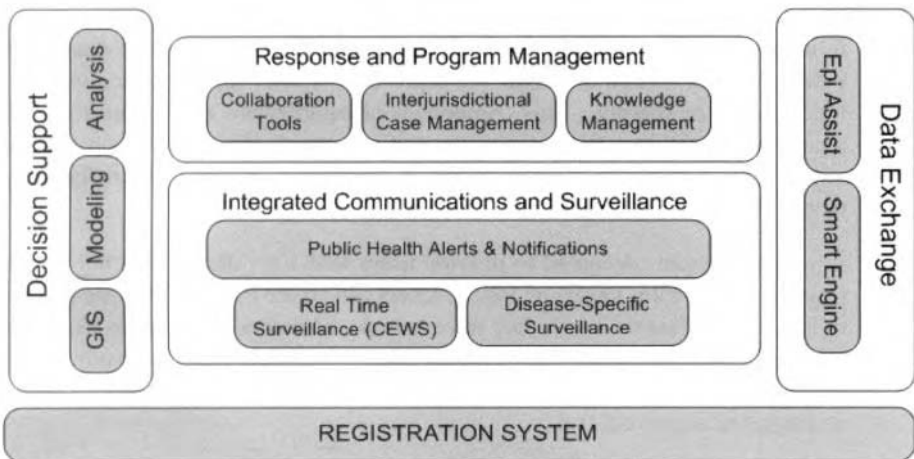 Decision Support
Analysis
Modeling
GIS
Response and Program Management
Collaboration
Tools
Interjurisdictional
Case Management
Knowledge
Management
Integrated Communications and Surveillance
Public Health Alerts & Notifications
Real Time
Surveillance (CEWS)
Disease-Specific
Surveillance
Epi Assist
Smart Engine
Data Exchange
REGISTRATION SYSTEM